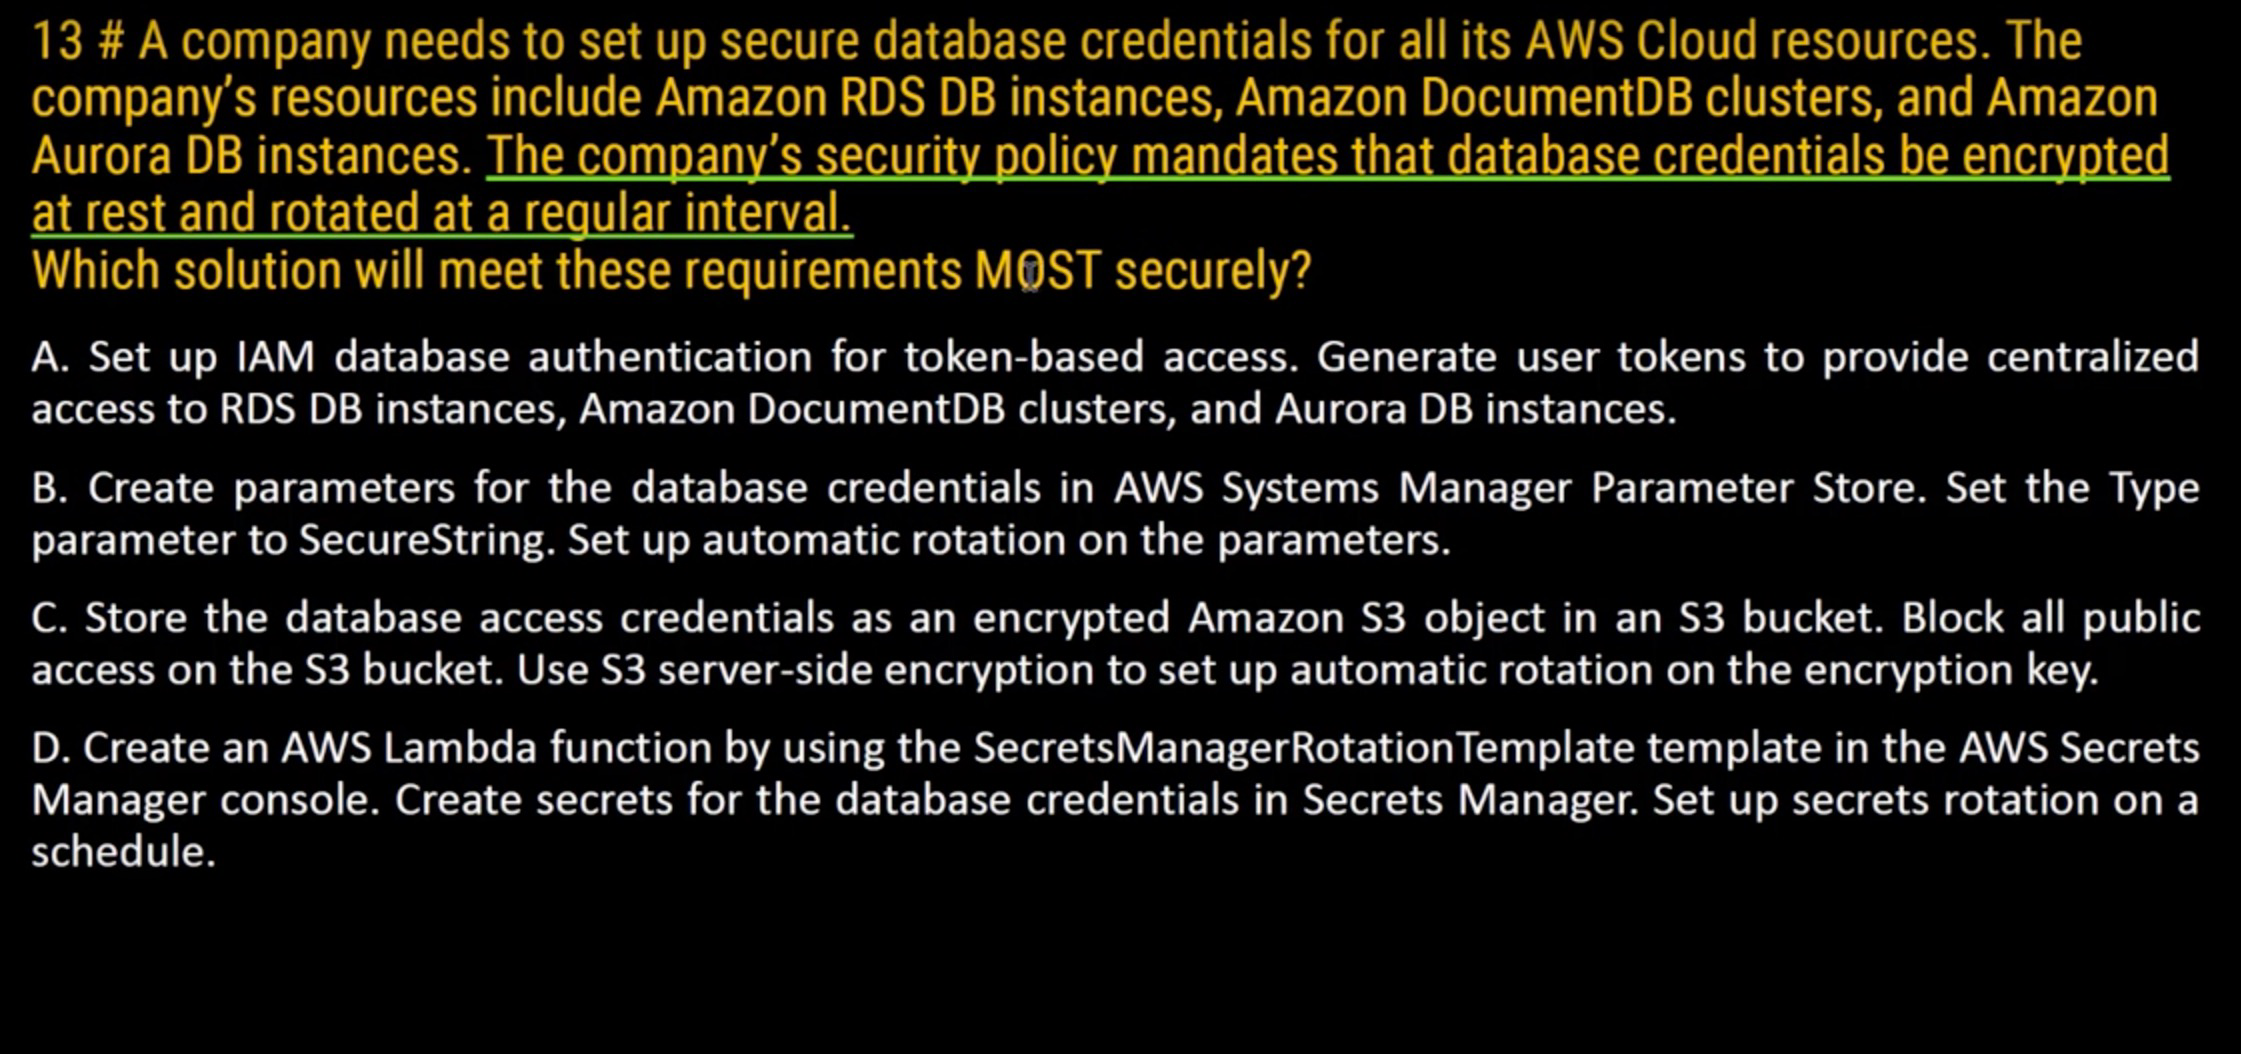 13 # A company needs to set up secure database credentials for all its AWS Cloud resources. The
company’s resources include Amazon RDS DB instances, Amazon DocumentDB clusters, and Amazon
Aurora DB instances. The company’s security policy mandates that database credentials be encrypted
at rest and rotated at a regular interval.
Which solution will meet these requirements MOST securely?
A. Set up IAM database authentication for token-based access. Generate user tokens to provide centralized
access to RDS DB instances, Amazon DocumentDB clusters, and Aurora DB instances.
B. Create parameters for the database credentials in AWS Systems Manager Parameter Store. Set the Type
parameter to SecureString. Set up automatic rotation on the parameters.
C. Store the database access credentials as an encrypted Amazon S3 object in an S3 bucket. Block all public
access on the S3 bucket. Use S3 server-side encryption to set up automatic rotation on the encryption key.
D. Create an AWS Lambda function by using the SecretsManagerRotationTemplate template in the AWS Secrets
Manager console. Create secrets for the database credentials in Secrets Manager. Set up secrets rotation on a
schedule.